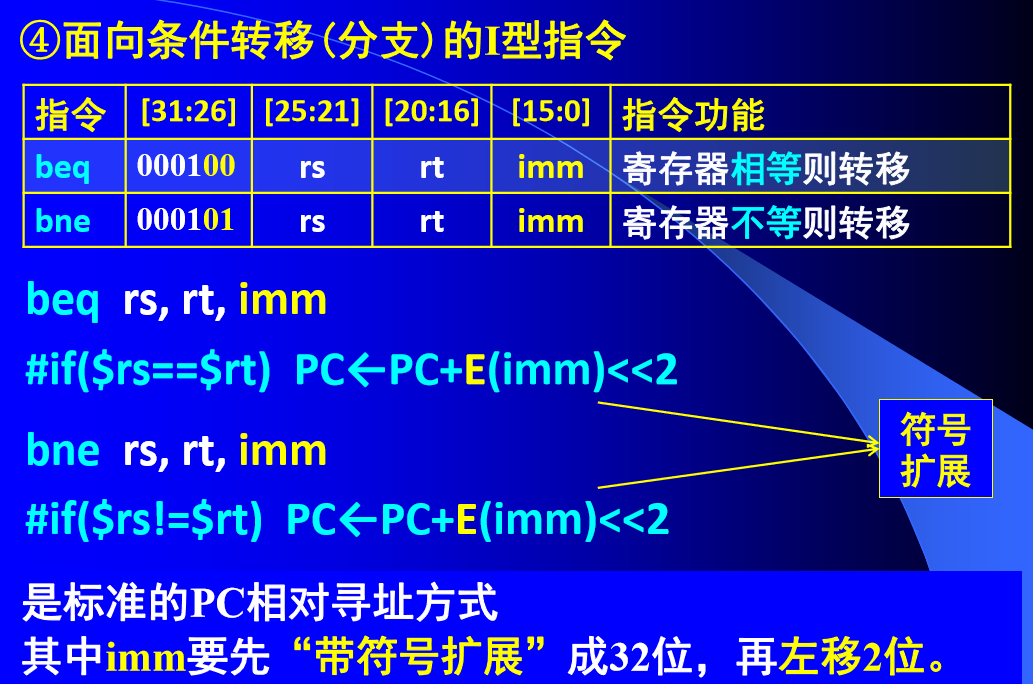 ④面向条件转移(分支)的I型指令
指令 [31:26] [25:21] [20:16] [15:0] 指令功能
beq 000100 rs rt imm 寄存器相等则转移
bne 000101 rs rt imm 寄存器不等则转移
beq rs, rt, imm
#if($rs==$rt) PC←PC+E(imm)<<2
符号
扩展
bne rs, rt, imm
#if($rs!=$rt) PC←PC+E(imm)<<2
是标准的PC相对寻址方式
其中imm要先“带符号扩展”成32位，再左移2位。